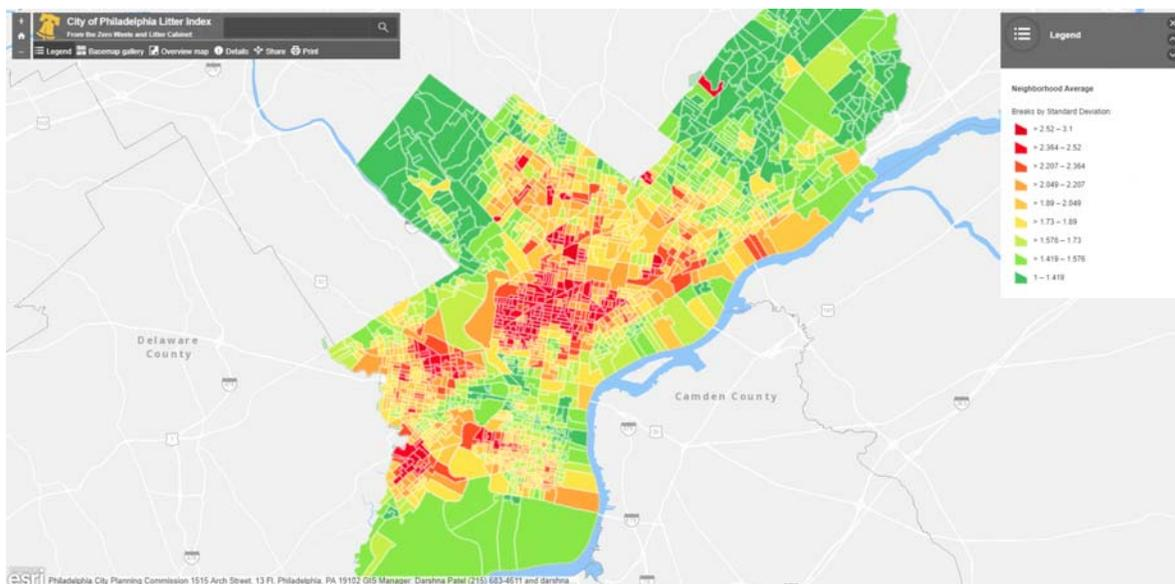 City of Philadelphia Litter Index
From the Zero Waste and Litter Cabinet
Legend Basemap gallery Overview map Details Share Print
Legend
Neighborhood Average
Breaks by Standard Deviation
> 2.52 – 3.1
> 2.364 – 2.52
> 2.207 – 2.364
> 2.049 – 2.207
> 1.89 – 2.049
> 1.73 – 1.89
> 1.576 – 1.73
> 1.419 – 1.576
1 – 1.419
Delaware
County
Camden County
esri Philadelphia City Planning Commission 1515 Arch Street, 13 Fl, Philadelphia, PA 19102 GIS Manager: Darshna Patel (215) 683-4611 and darshna